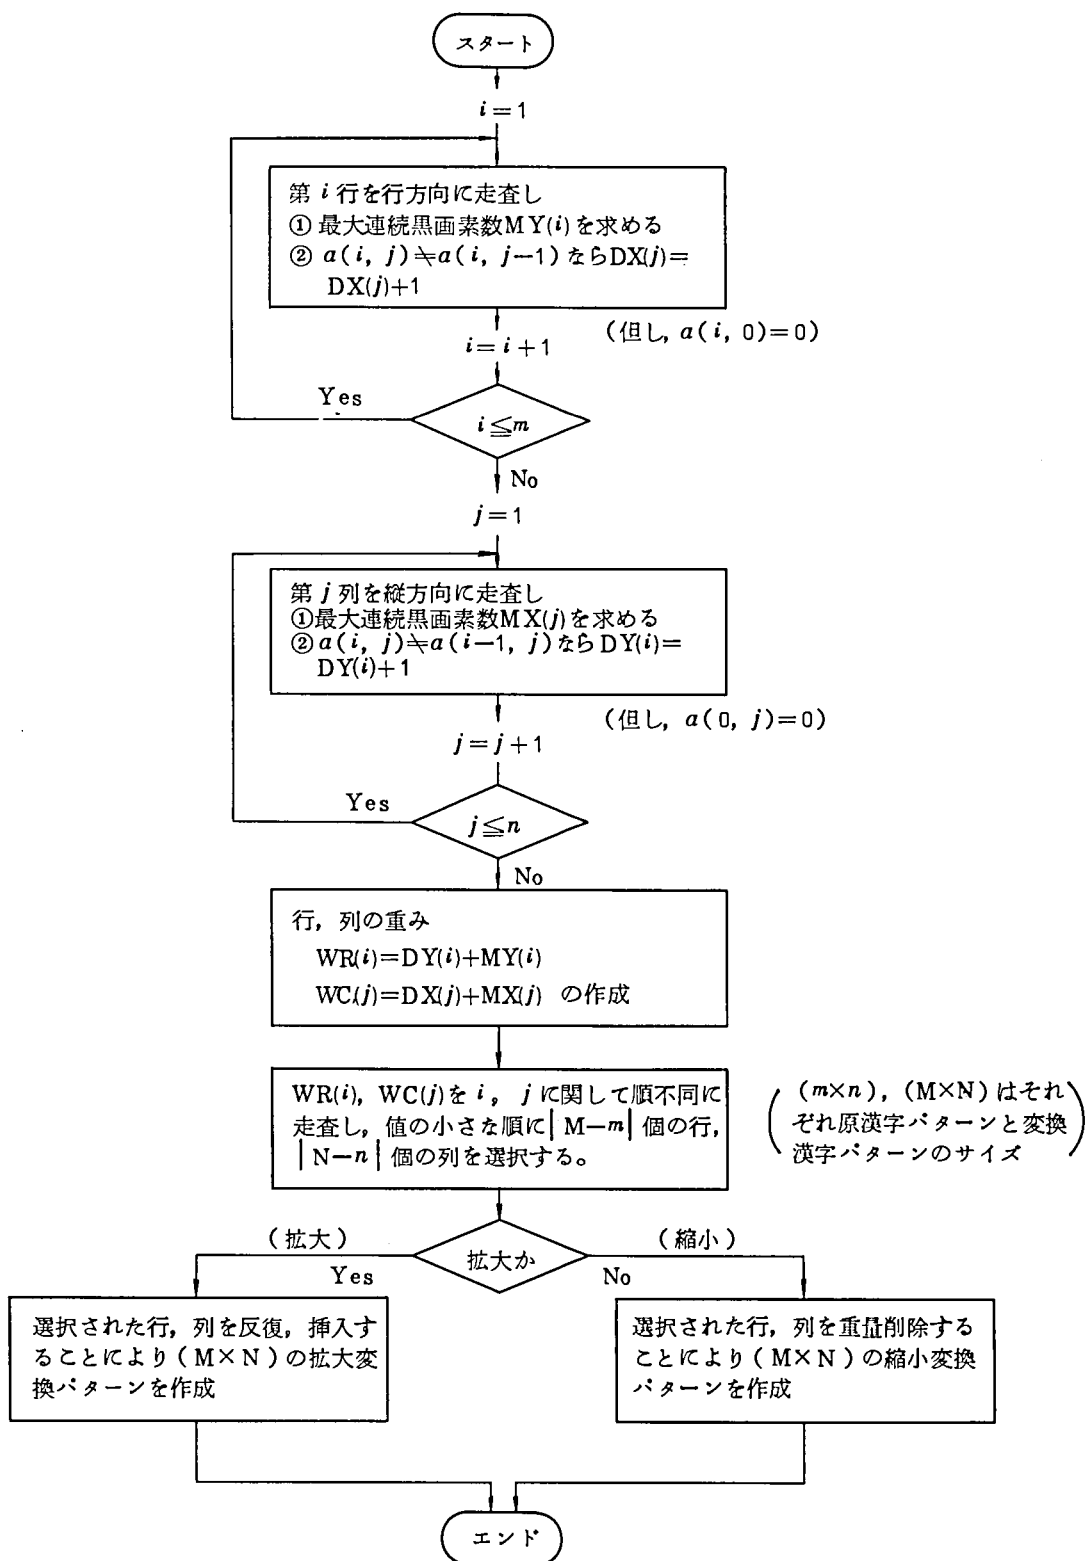 スタート
i=1
第 i 行を行方向に走査し
① 最大連続黒画素数MY(i)を求める
② a(i, j)≒a(i, j−1)ならDX(j)=
DX(j)+1
(但し, a(i, 0)=0)
i=i+1
Yes
i≦m
No
j=1
第 j 列を縦方向に走査し
①最大連続黒画素数MX(j)を求める
②a(i, j)≒a(i−1, j)ならDY(i)=
DY(i)+1
(但し, a(0, j)=0)
j=j+1
Yes
j≦n
No
行, 列の重み
WR(i)=DY(i)+MY(i)
WC(j)=DX(j)+MX(j) の作成
WR(i), WC(j)を i, j に関して順不同に
走査し, 値の小さな順に|M−m|個の行,
|N−n|個の列を選択する。
(m×n), (M×N)はそれ
ぞれ原漢字パターンと変換
漢字パターンのサイズ
(拡大)
(縮小)
拡大か
Yes
No
選択された行, 列を反復, 挿入す
ることにより(M×N)の拡大変
換パターンを作成
選択された行, 列を重畳削除する
ことにより(M×N)の縮小変換
パターンを作成
エンド